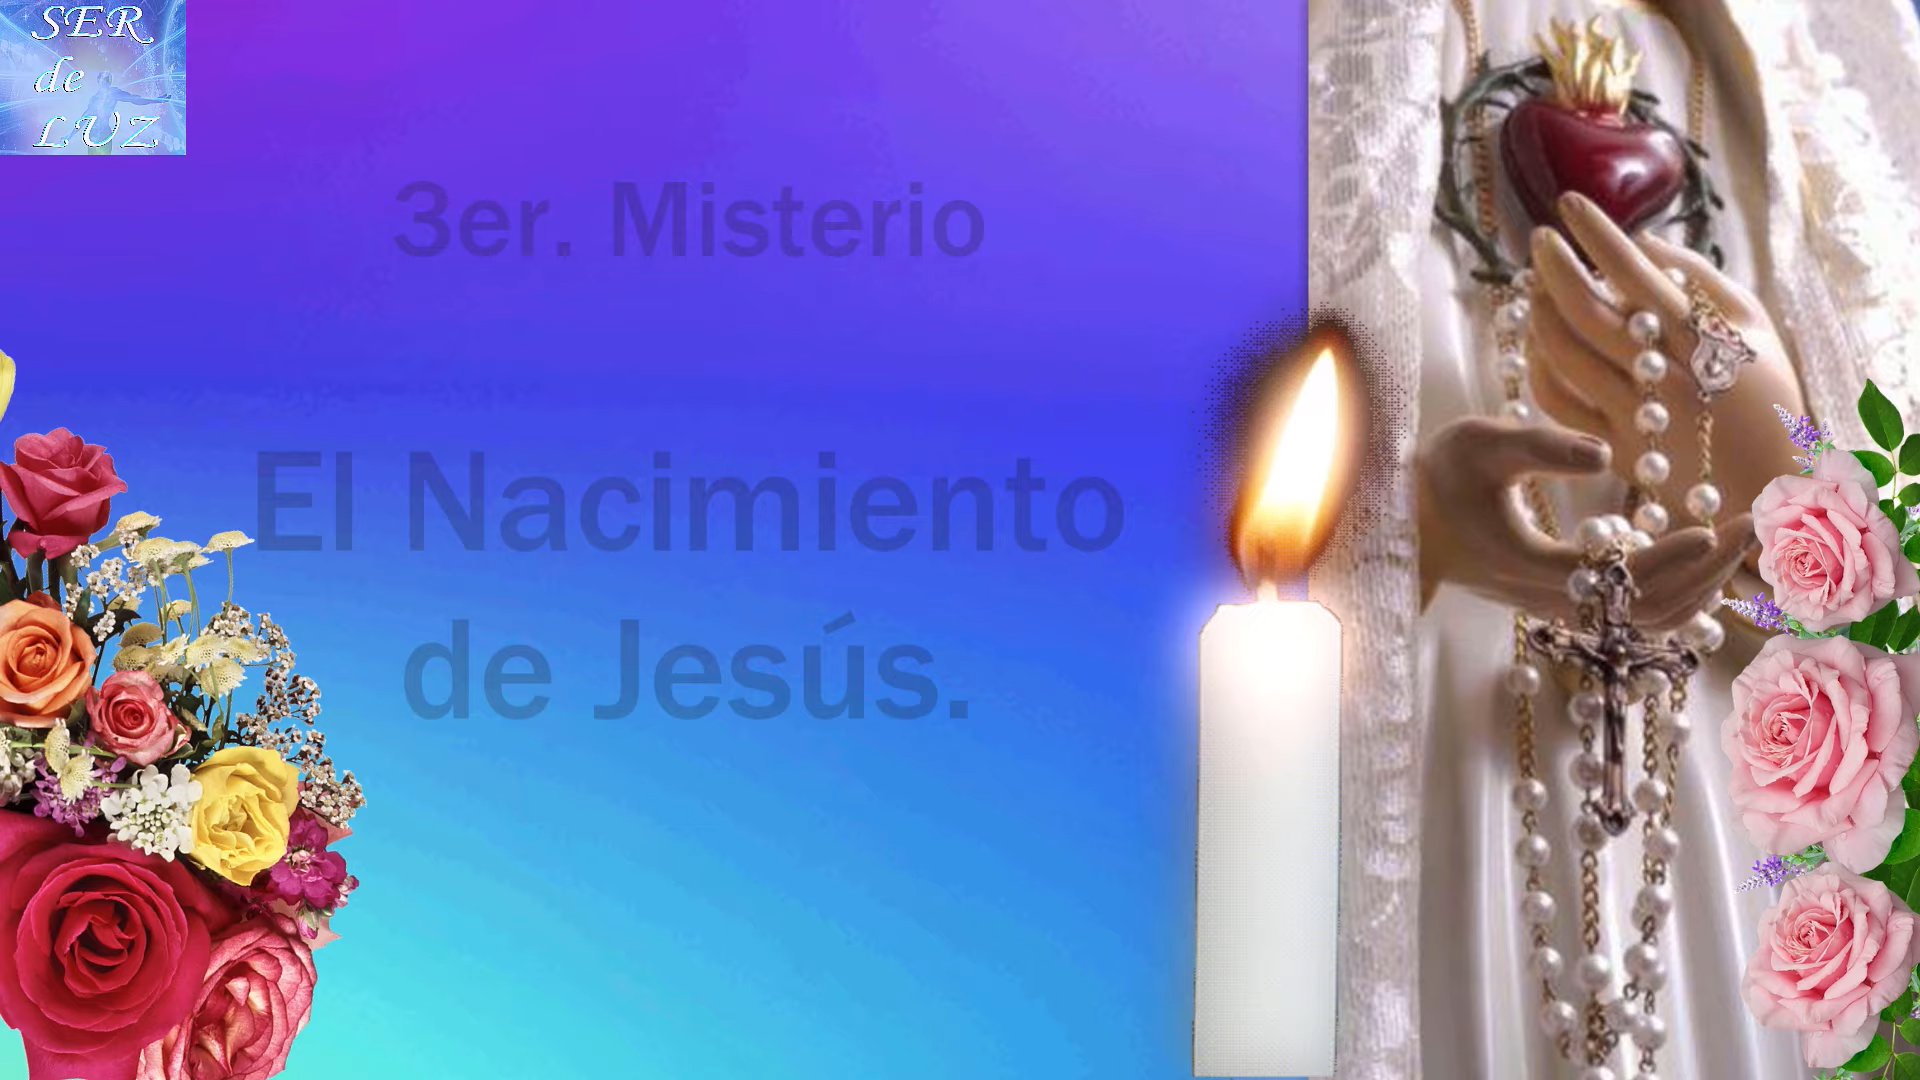 SER
de
LUZ
3er. Misterio
El Nacimiento
de Jesús.